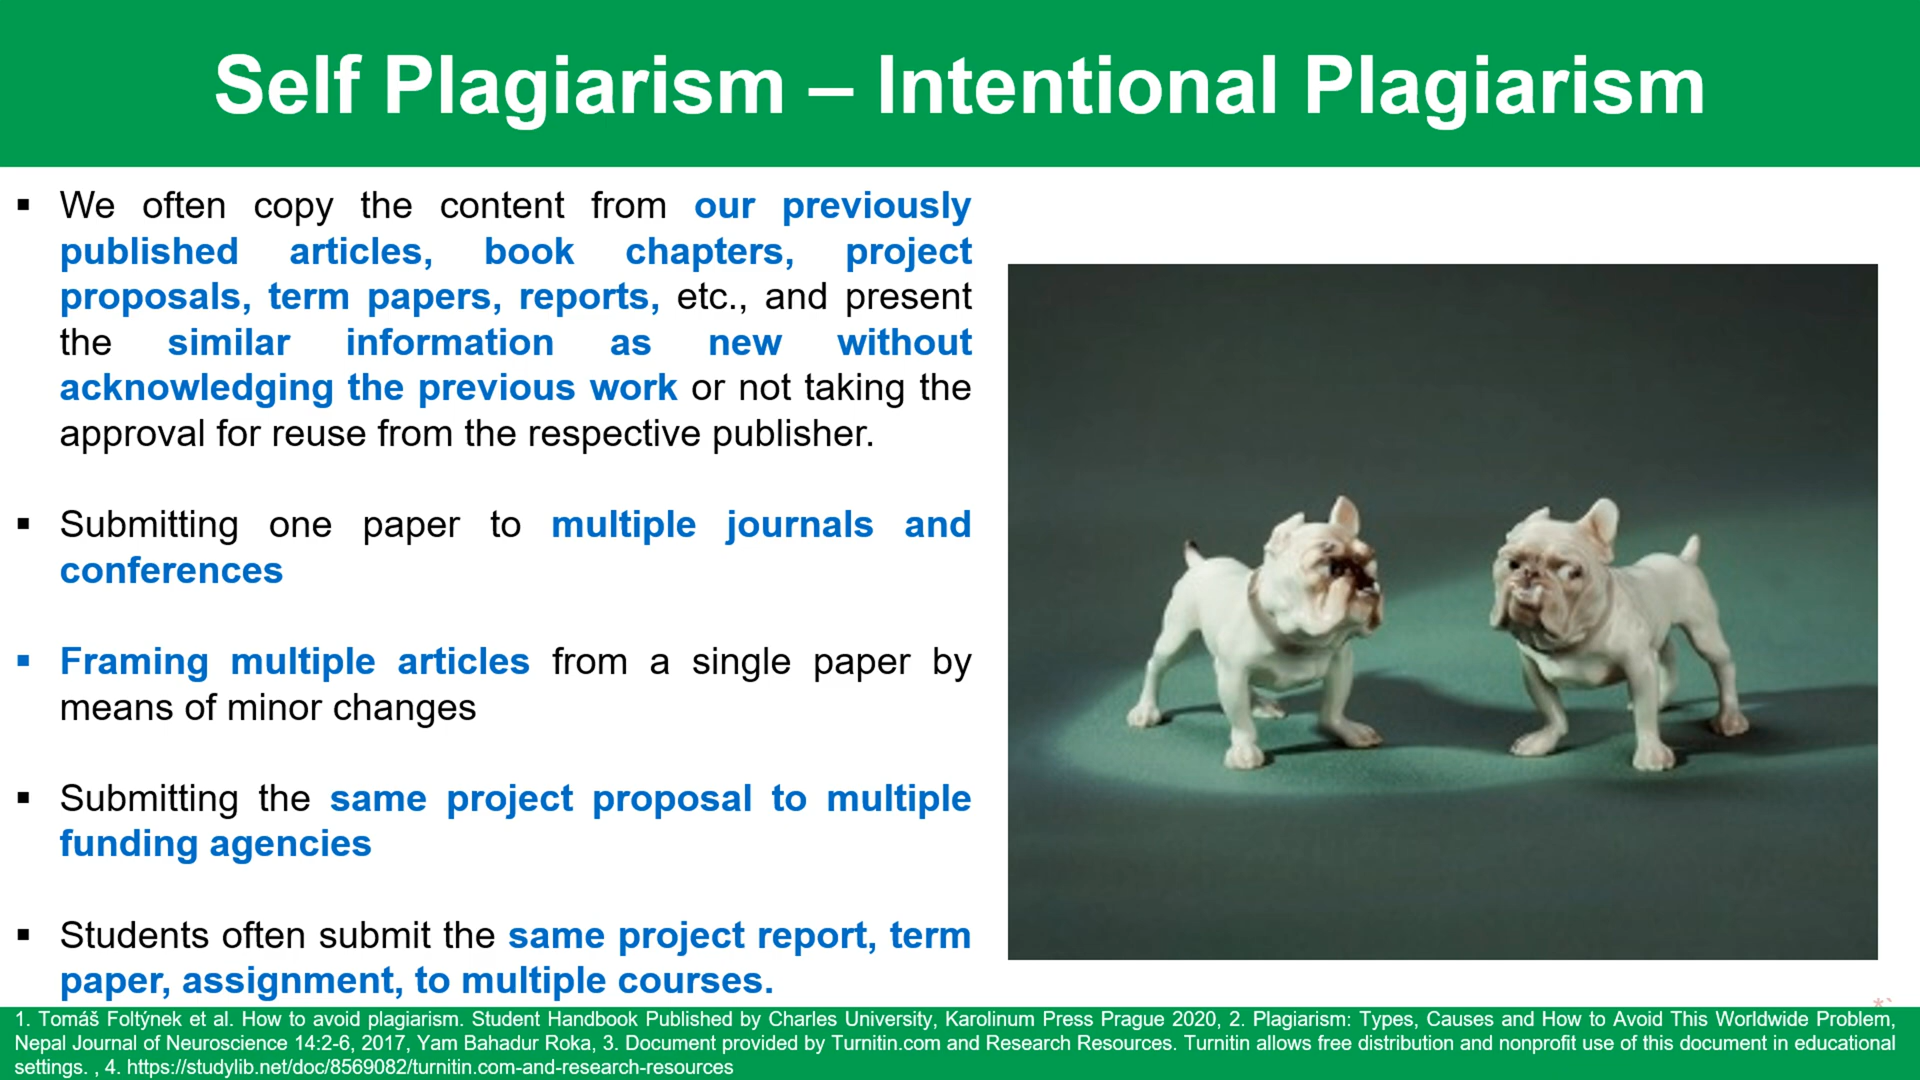 Self Plagiarism – Intentional Plagiarism
▪ We often copy the content from our previously
published articles, book chapters, project
proposals, term papers, reports, etc., and present
the similar information as new without
acknowledging the previous work or not taking the
approval for reuse from the respective publisher.
▪ Submitting one paper to multiple journals and
conferences
▪ Framing multiple articles from a single paper by
means of minor changes
▪ Submitting the same project proposal to multiple
funding agencies
▪ Students often submit the same project report, term
paper, assignment, to multiple courses.
1. Tomáš Foltýnek et al. How to avoid plagiarism. Student Handbook Published by Charles University, Karolinum Press Prague 2020, 2. Plagiarism: Types, Causes and How to Avoid This Worldwide Problem,
Nepal Journal of Neuroscience 14:2-6, 2017, Yam Bahadur Roka, 3. Document provided by Turnitin.com and Research Resources. Turnitin allows free distribution and nonprofit use of this document in educational
settings. , 4. https://studylib.net/doc/8569082/turnitin.com-and-research-resources